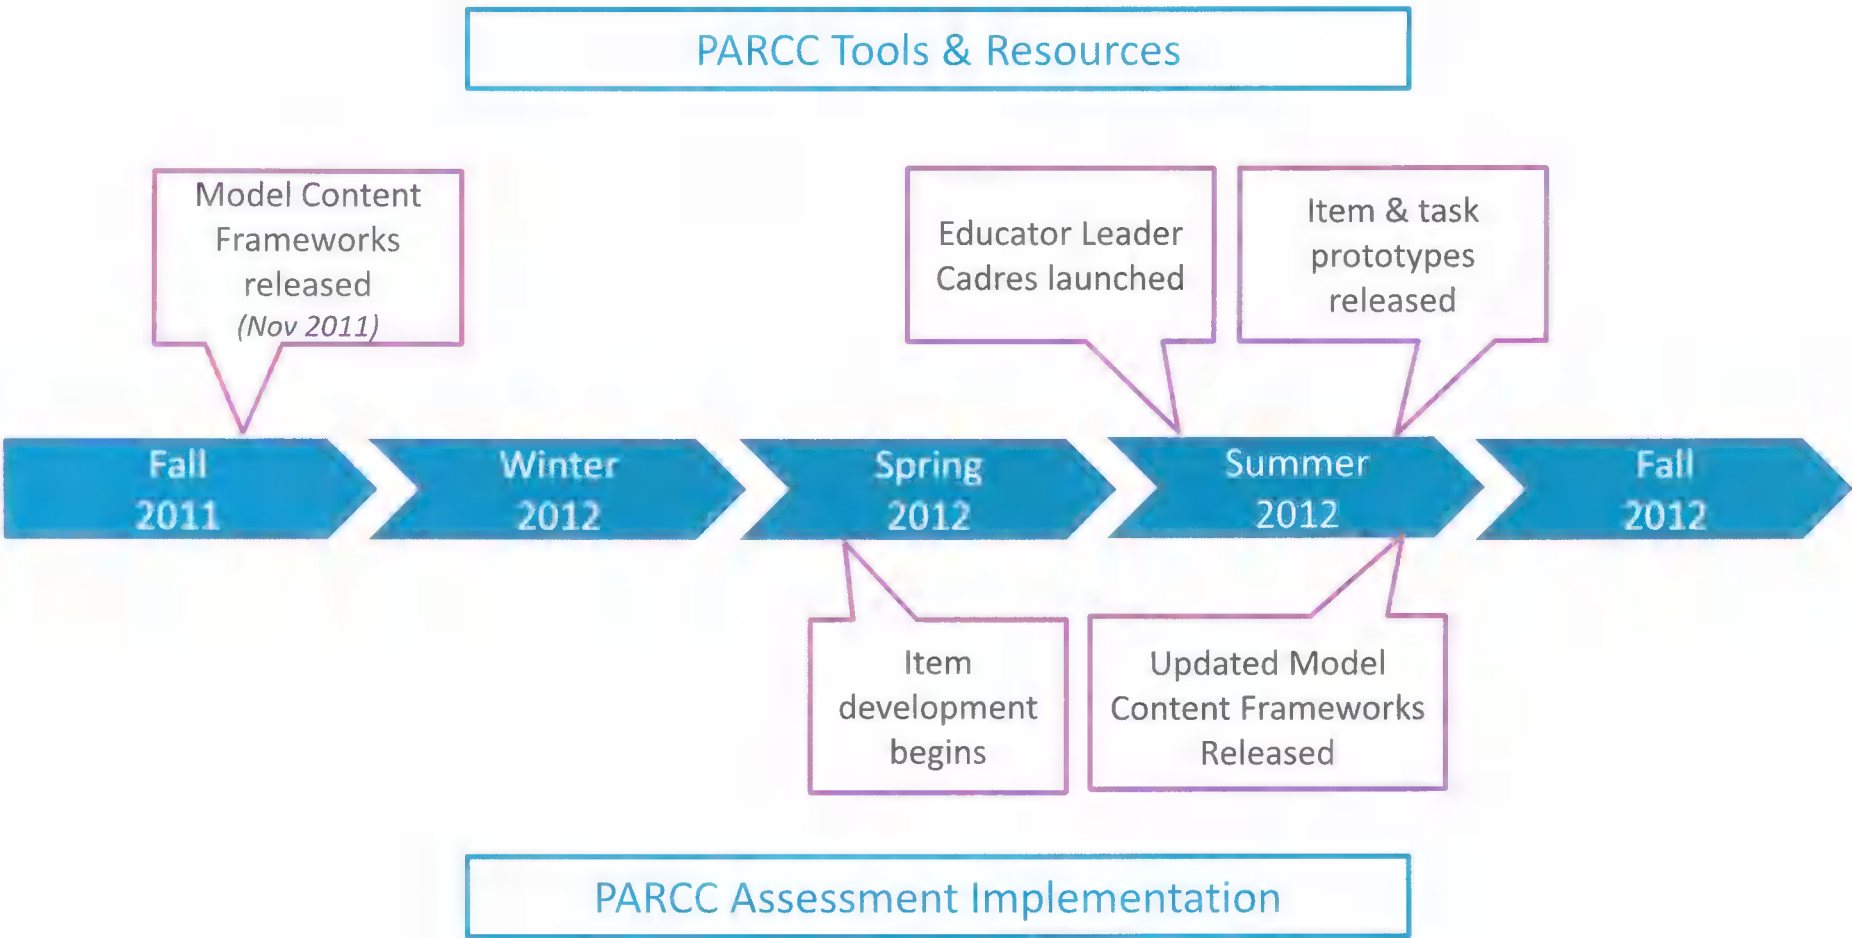 PARCC Tools & Resources
Model Content
Frameworks
released
(Nov 2011)
Educator Leader
Cadres launched
Item & task
prototypes
released
Fall
2011
Winter
2012
Spring
2012
Summer
2012
Fall
2012
Item
development
begins
Updated Model
Content Frameworks
Released
PARCC Assessment Implementation